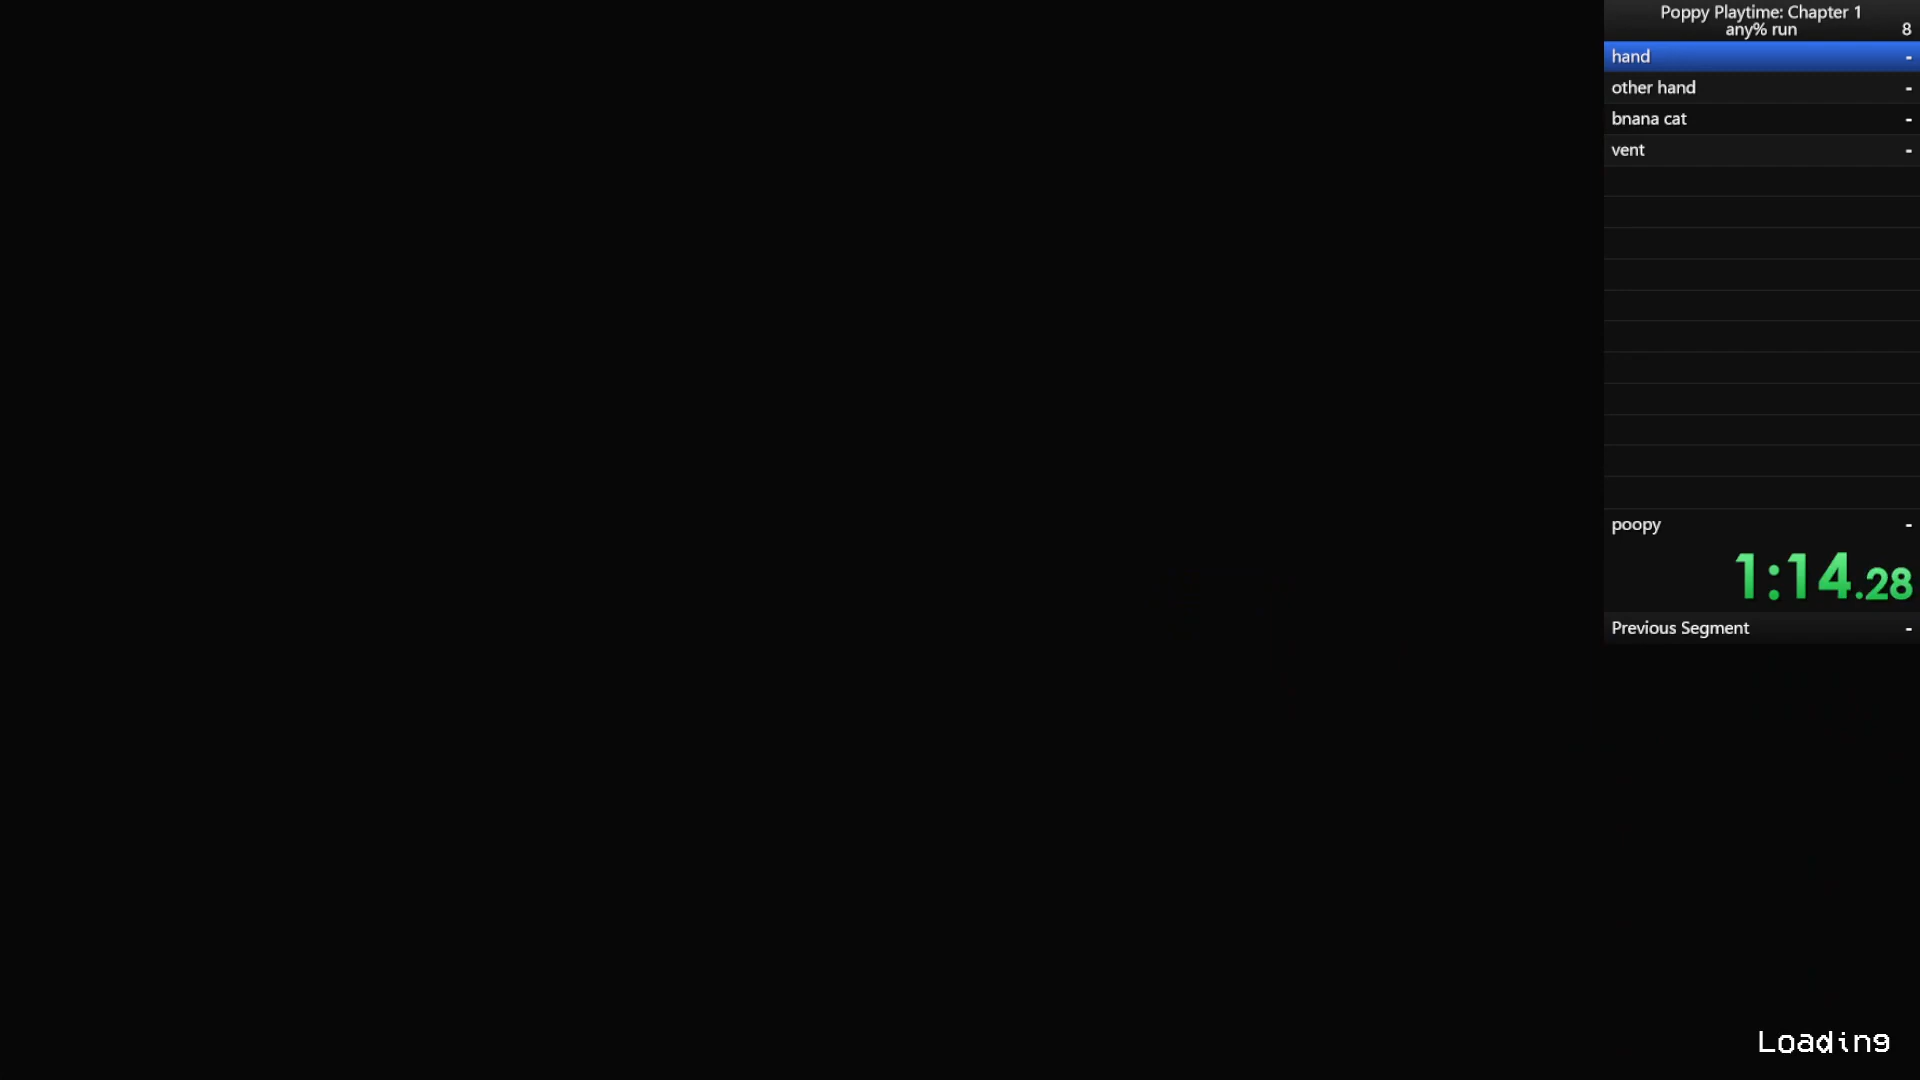 Poppy Playtime: Chapter 1
any% run 8
hand -
other hand -
bnana cat -
vent -
poopy -
1:14.28
Previous Segment -
Loading